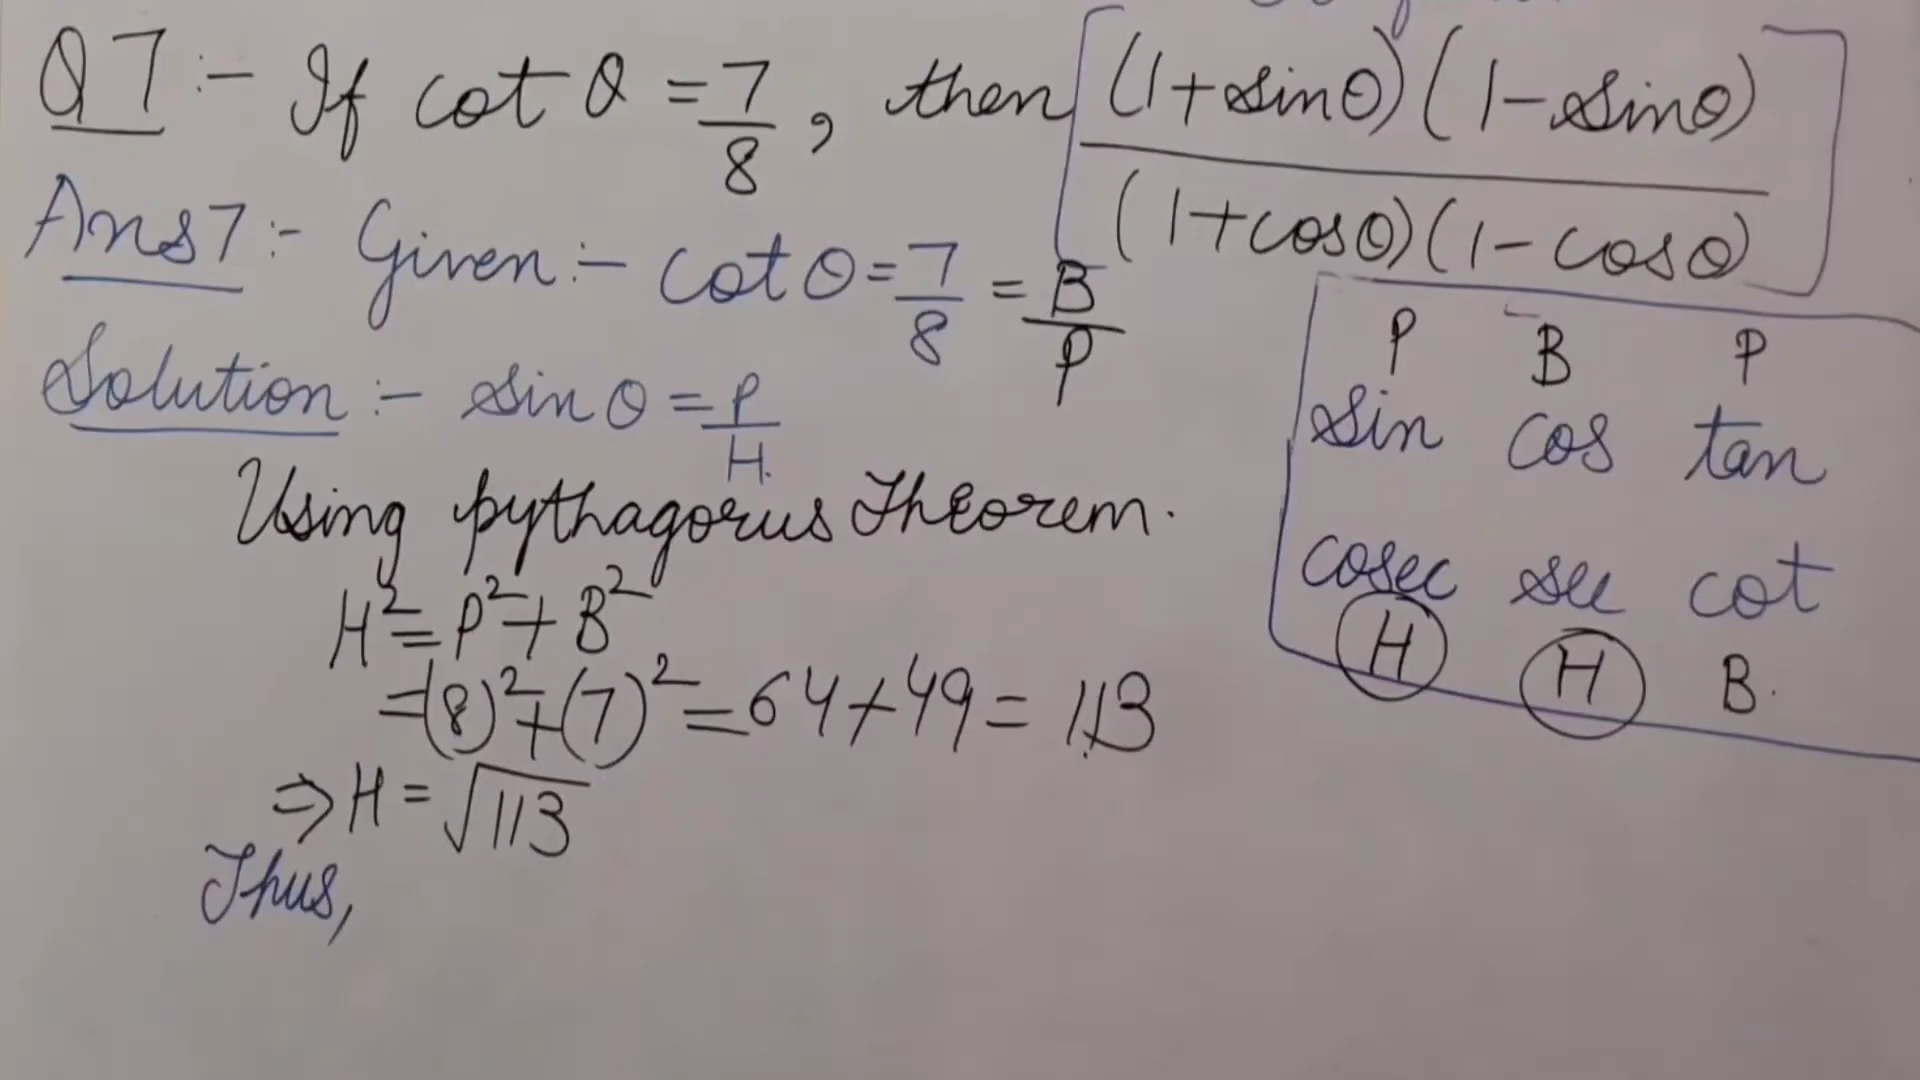 Q7:- If cot θ = 7/8, then [(1+sinθ)(1-sinθ)/(1+cosθ)(1-cosθ)]
Ans7:- Given:- cot θ = 7/8 = B/P
Solution:- sin θ = P/H.
Using pythagorus Theorem.
H² = P² + B²
=(8)²+(7)² = 64+49 = 113
⇒ H = √113
Thus,
P B P
sin cos tan
cosec sec cot
H H B.